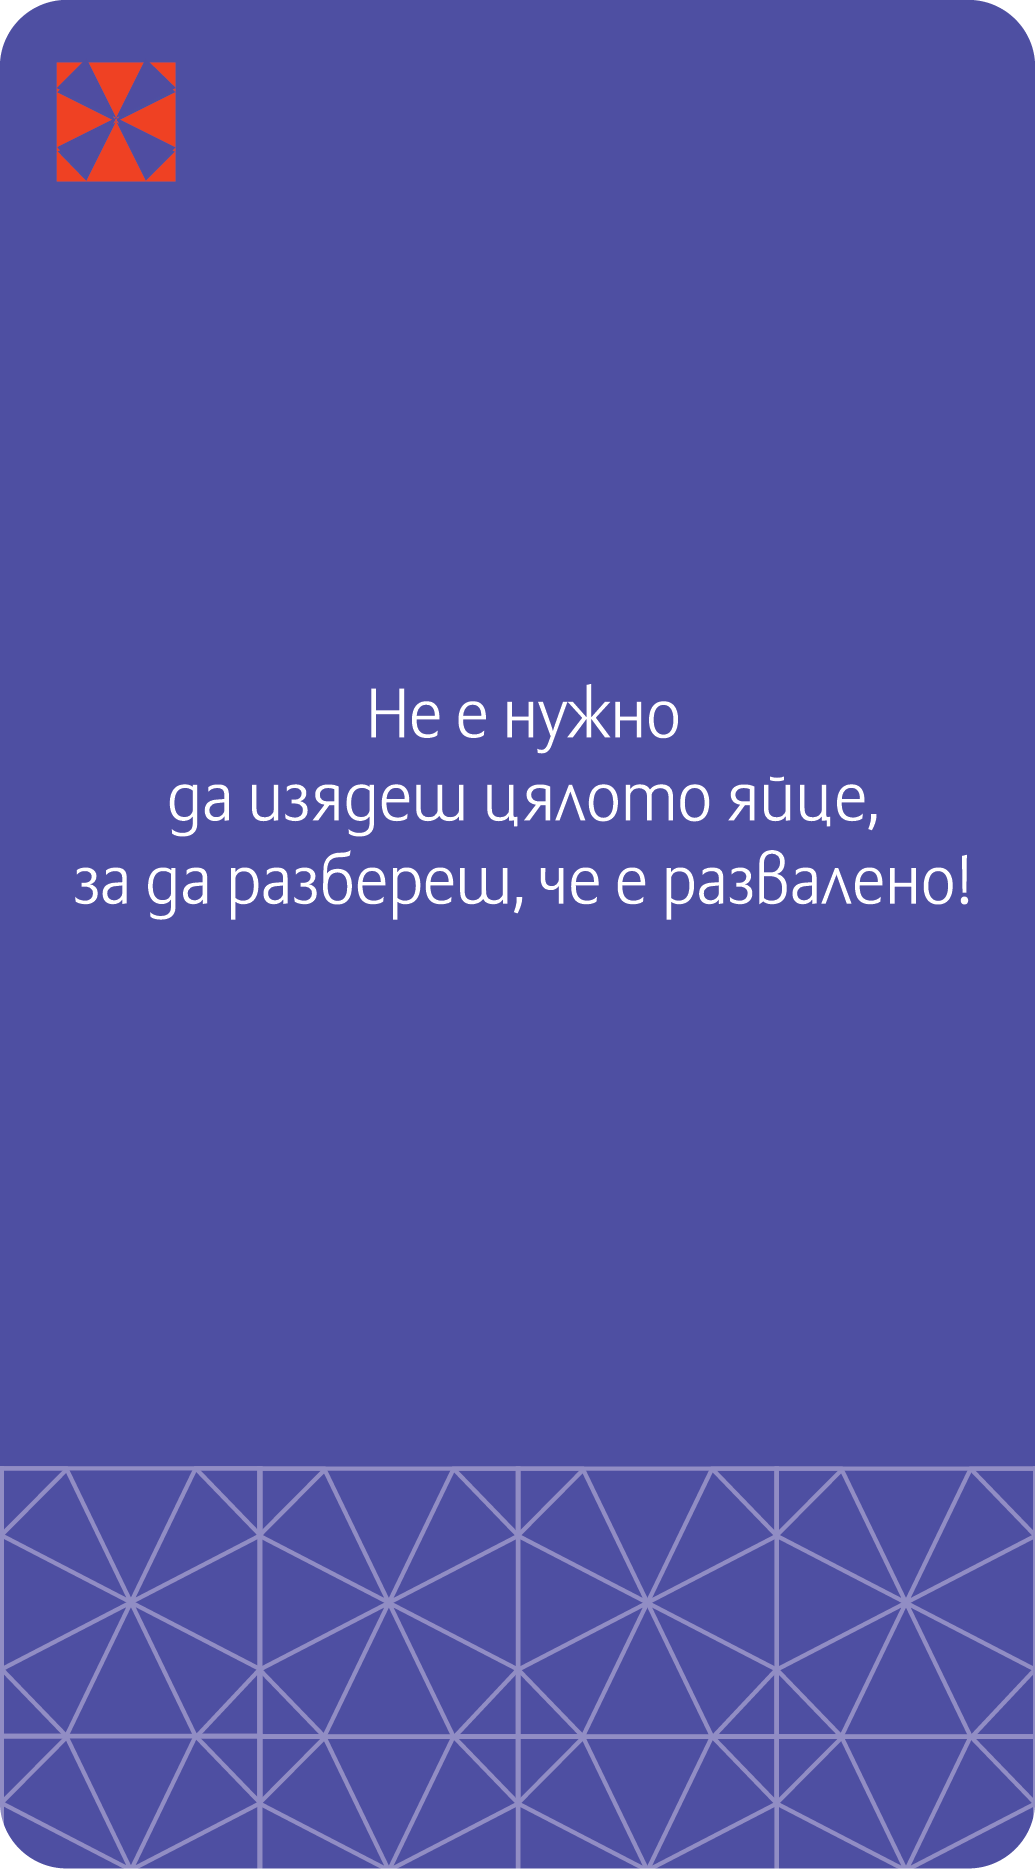 Не е нужно
да изядеш цялото яйце,
за да разбереш, че е развалено!